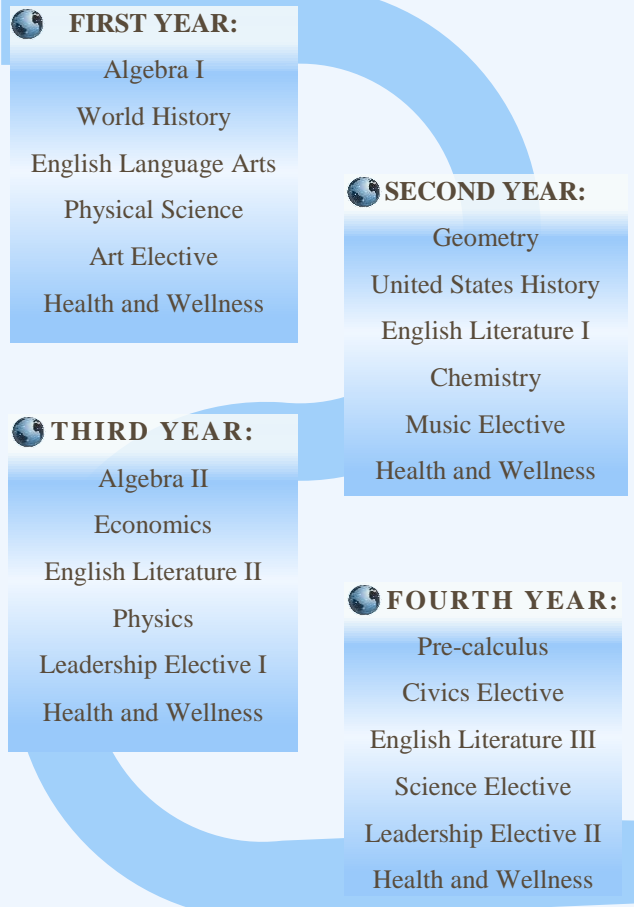 FIRST YEAR:
Algebra I
World History
English Language Arts
Physical Science
Art Elective
Health and Wellness
SECOND YEAR:
Geometry
United States History
English Literature I
Chemistry
Music Elective
Health and Wellness
THIRD YEAR:
Algebra II
Economics
English Literature II
Physics
Leadership Elective I
Health and Wellness
FOURTH YEAR:
Pre-calculus
Civics Elective
English Literature III
Science Elective
Leadership Elective II
Health and Wellness